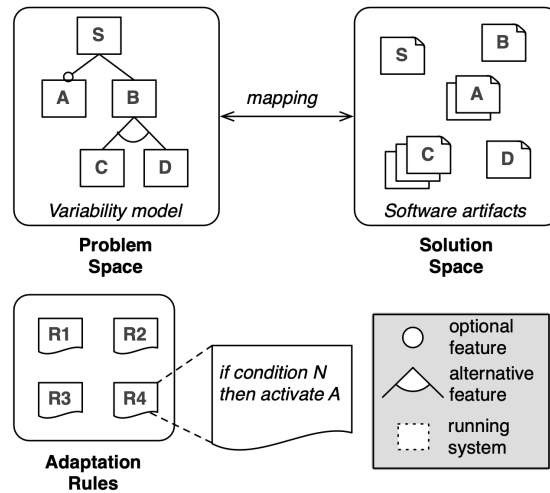 S
A
B
C
D
Variability model
Problem
Space
mapping
S
B
A
C
D
Software artifacts
Solution
Space
R1
R2
R3
R4
Adaptation
Rules
if condition N
then activate A
optional
feature
alternative
feature
running
system